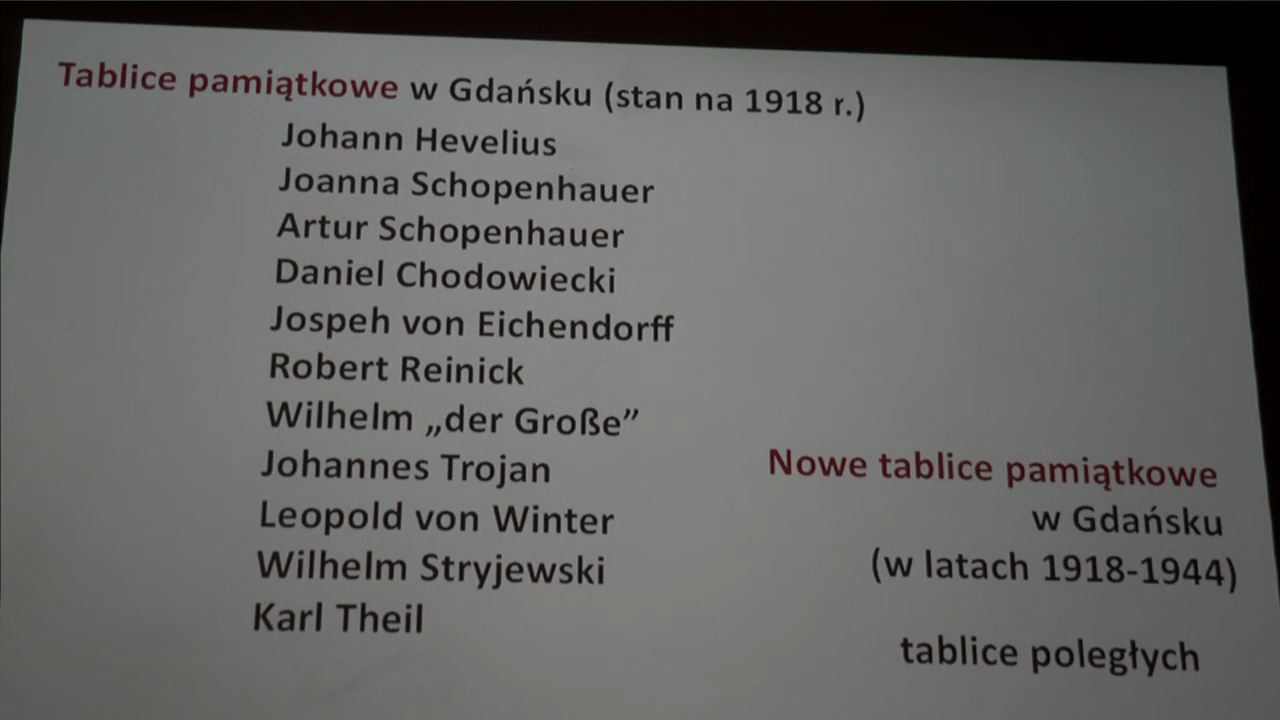 Tablice pamiątkowe w Gdańsku (stan na 1918 r.)
Johann Hevelius
Joanna Schopenhauer
Artur Schopenhauer
Daniel Chodowiecki
Jospeh von Eichendorff
Robert Reinick
Wilhelm „der Große”
Johannes Trojan
Leopold von Winter
Wilhelm Stryjewski
Karl Theil
Nowe tablice pamiątkowe
w Gdańsku
(w latach 1918-1944)
tablice poległych